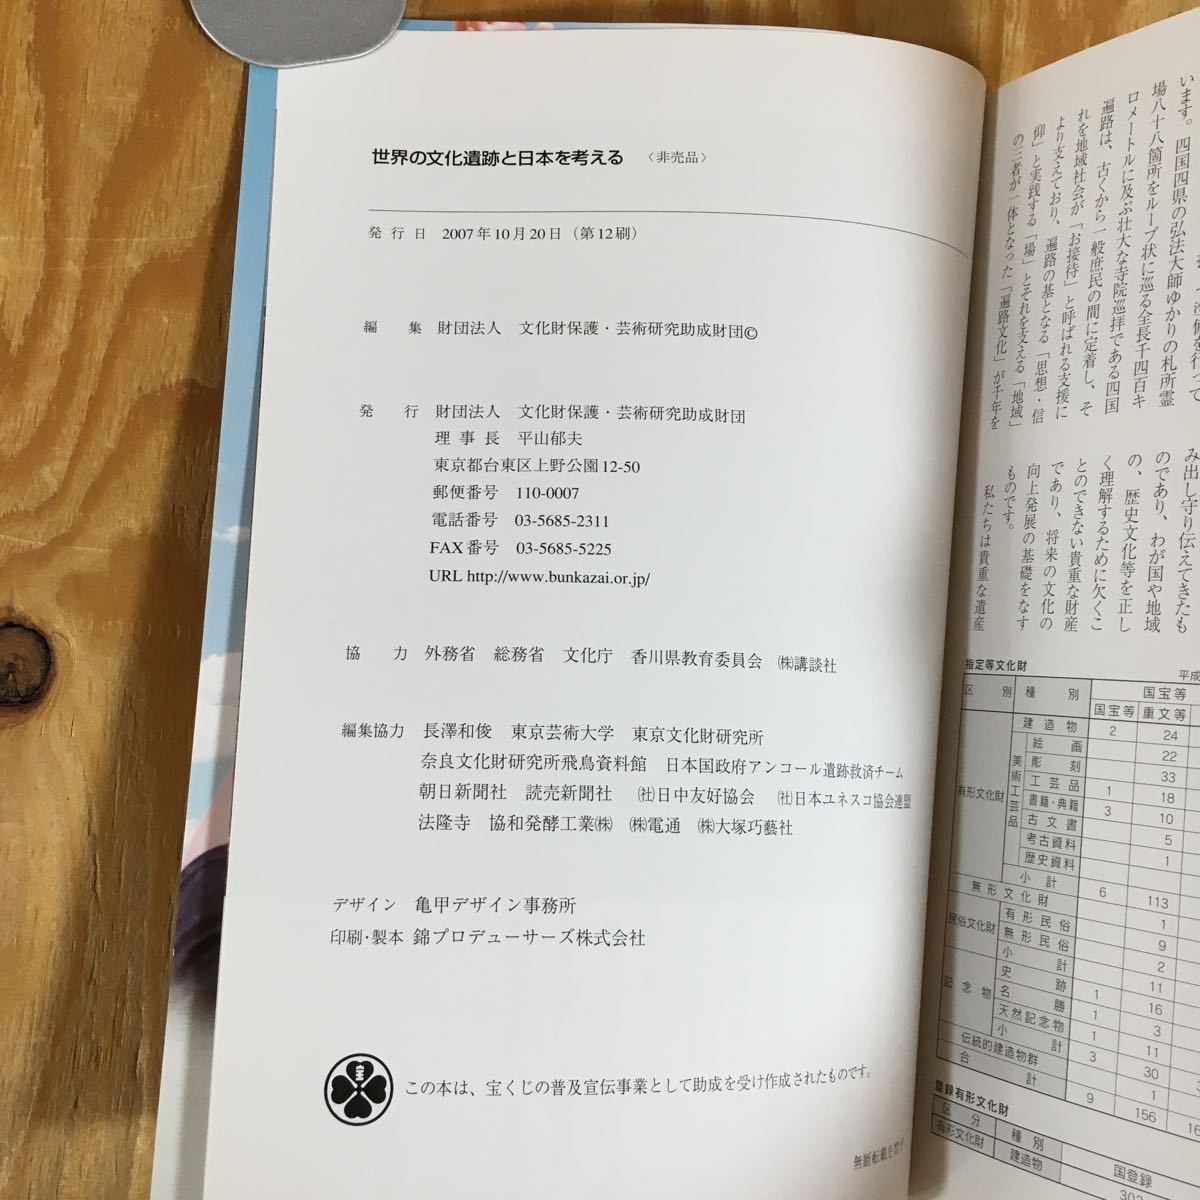 世界の文化遺跡と日本を考える 〈非売品〉
発行日 2007年10月20日（第12刷）
編 集 財団法人 文化財保護・芸術研究助成財団©
発 行 財団法人 文化財保護・芸術研究助成財団
理事長 平山郁夫
東京都台東区上野公園12-50
郵便番号 110-0007
電話番号 03-5685-2311
FAX番号 03-5685-5225
URL http://www.bunkazai.or.jp/
協 力 外務省 総務省 文化庁 香川県教育委員会 ㈱講談社
編集協力 長澤和俊 東京芸術大学 東京文化財研究所
奈良文化財研究所飛鳥資料館 日本国政府アンコール遺跡救済チーム
朝日新聞社 読売新聞社 ㈳日中友好協会 ㈳日本ユネスコ協会連盟
法隆寺 協和発酵工業㈱ ㈱電通 ㈱大塚巧藝社
デザイン 亀甲デザイン事務所
印刷・製本 錦プロデューサーズ株式会社
宝
この本は、宝くじの普及宣伝事業として助成を受け作成されたものです。
無断転載を禁ず
います。四国四県の弘法大師ゆかりの札所霊
場八十八箇所をループ状に巡る全長千四百キ
ロメートルに及ぶ壮大な寺院巡拝である四国
遍路は、古くから一般庶民の間に定着し、そ
れを地域社会が「お接待」と呼ばれる支援に
より支えており、遍路の基となる「思想・信
仰」と実践する「場」とそれを支える「地域」
の三者が一体となった「遍路文化」が千年を
み出し守り伝えてきたも
のであり、わが国や地域
の、歴史文化等を正し
く理解するために欠くこ
とのできない貴重な財産
であり、将来の文化の
向上発展の基礎をなす
ものです。
私たちは貴重な遺産
指定等文化財
平成
区 別 種 別 国宝等
国宝等 重文等
有形文化財 建造物 2 24
美術工芸品 絵画 22
彫刻 33
工芸品 1 18
書籍・典籍 3 10
古文書 5
考古資料 1
歴史資料
小計 6 113
無形文化財 1
民俗文化財 有形民俗 9
無形民俗 2
小計 11
記念物 史跡 1 16
名勝 1 3
天然記念物 1 11
小計 3 30
伝統的建造物群 1
合計 9 156
登録有形文化財
区 分 種 別 国登録
有形文化財 建造物